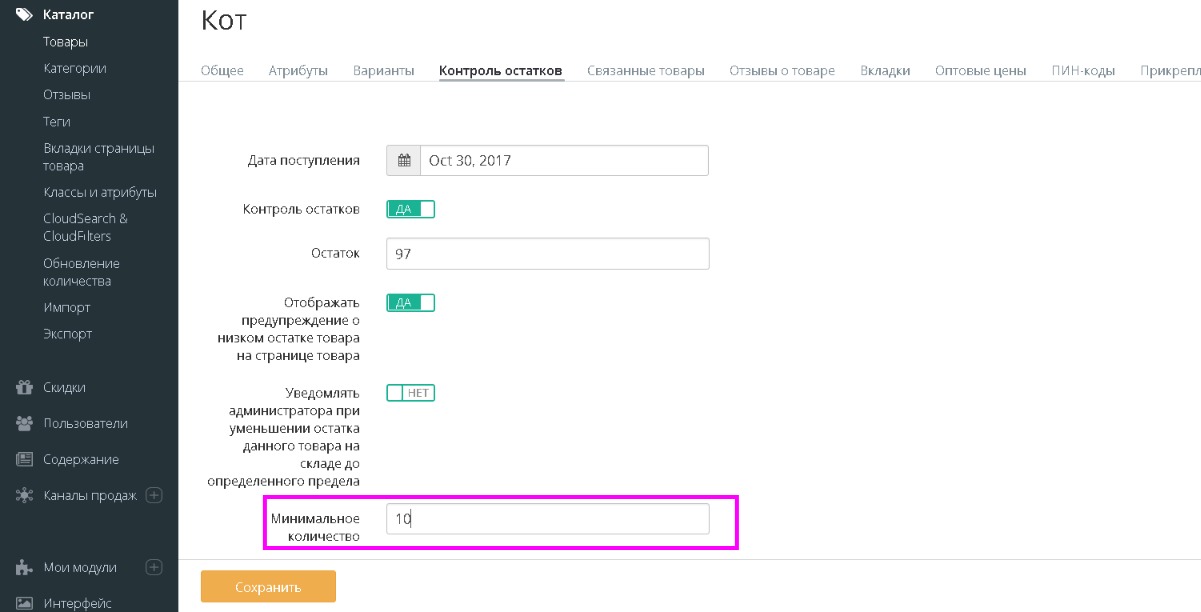 Каталог
Товары
Категории
Отзывы
Теги
Вкладки страницы
товара
Классы и атрибуты
CloudSearch &
CloudFilters
Обновление
количества
Импорт
Экспорт
Скидки
Пользователи
Содержание
Каналы продаж
Мои модули
Интерфейс
Кот
Общее Атрибуты Варианты Контроль остатков Связанные товары Отзывы о товаре Вкладки Оптовые цены ПИН-коды Прикрепл
Дата поступления Oct 30, 2017
Контроль остатков ДА
Остаток 97
Отображать ДА
предупреждение о
низком остатке товара
на странице товара
Уведомлять НЕТ
администратора при
уменьшении остатка
данного товара на
складе до
определенного предела
Минимальное 10
количество
Сохранить